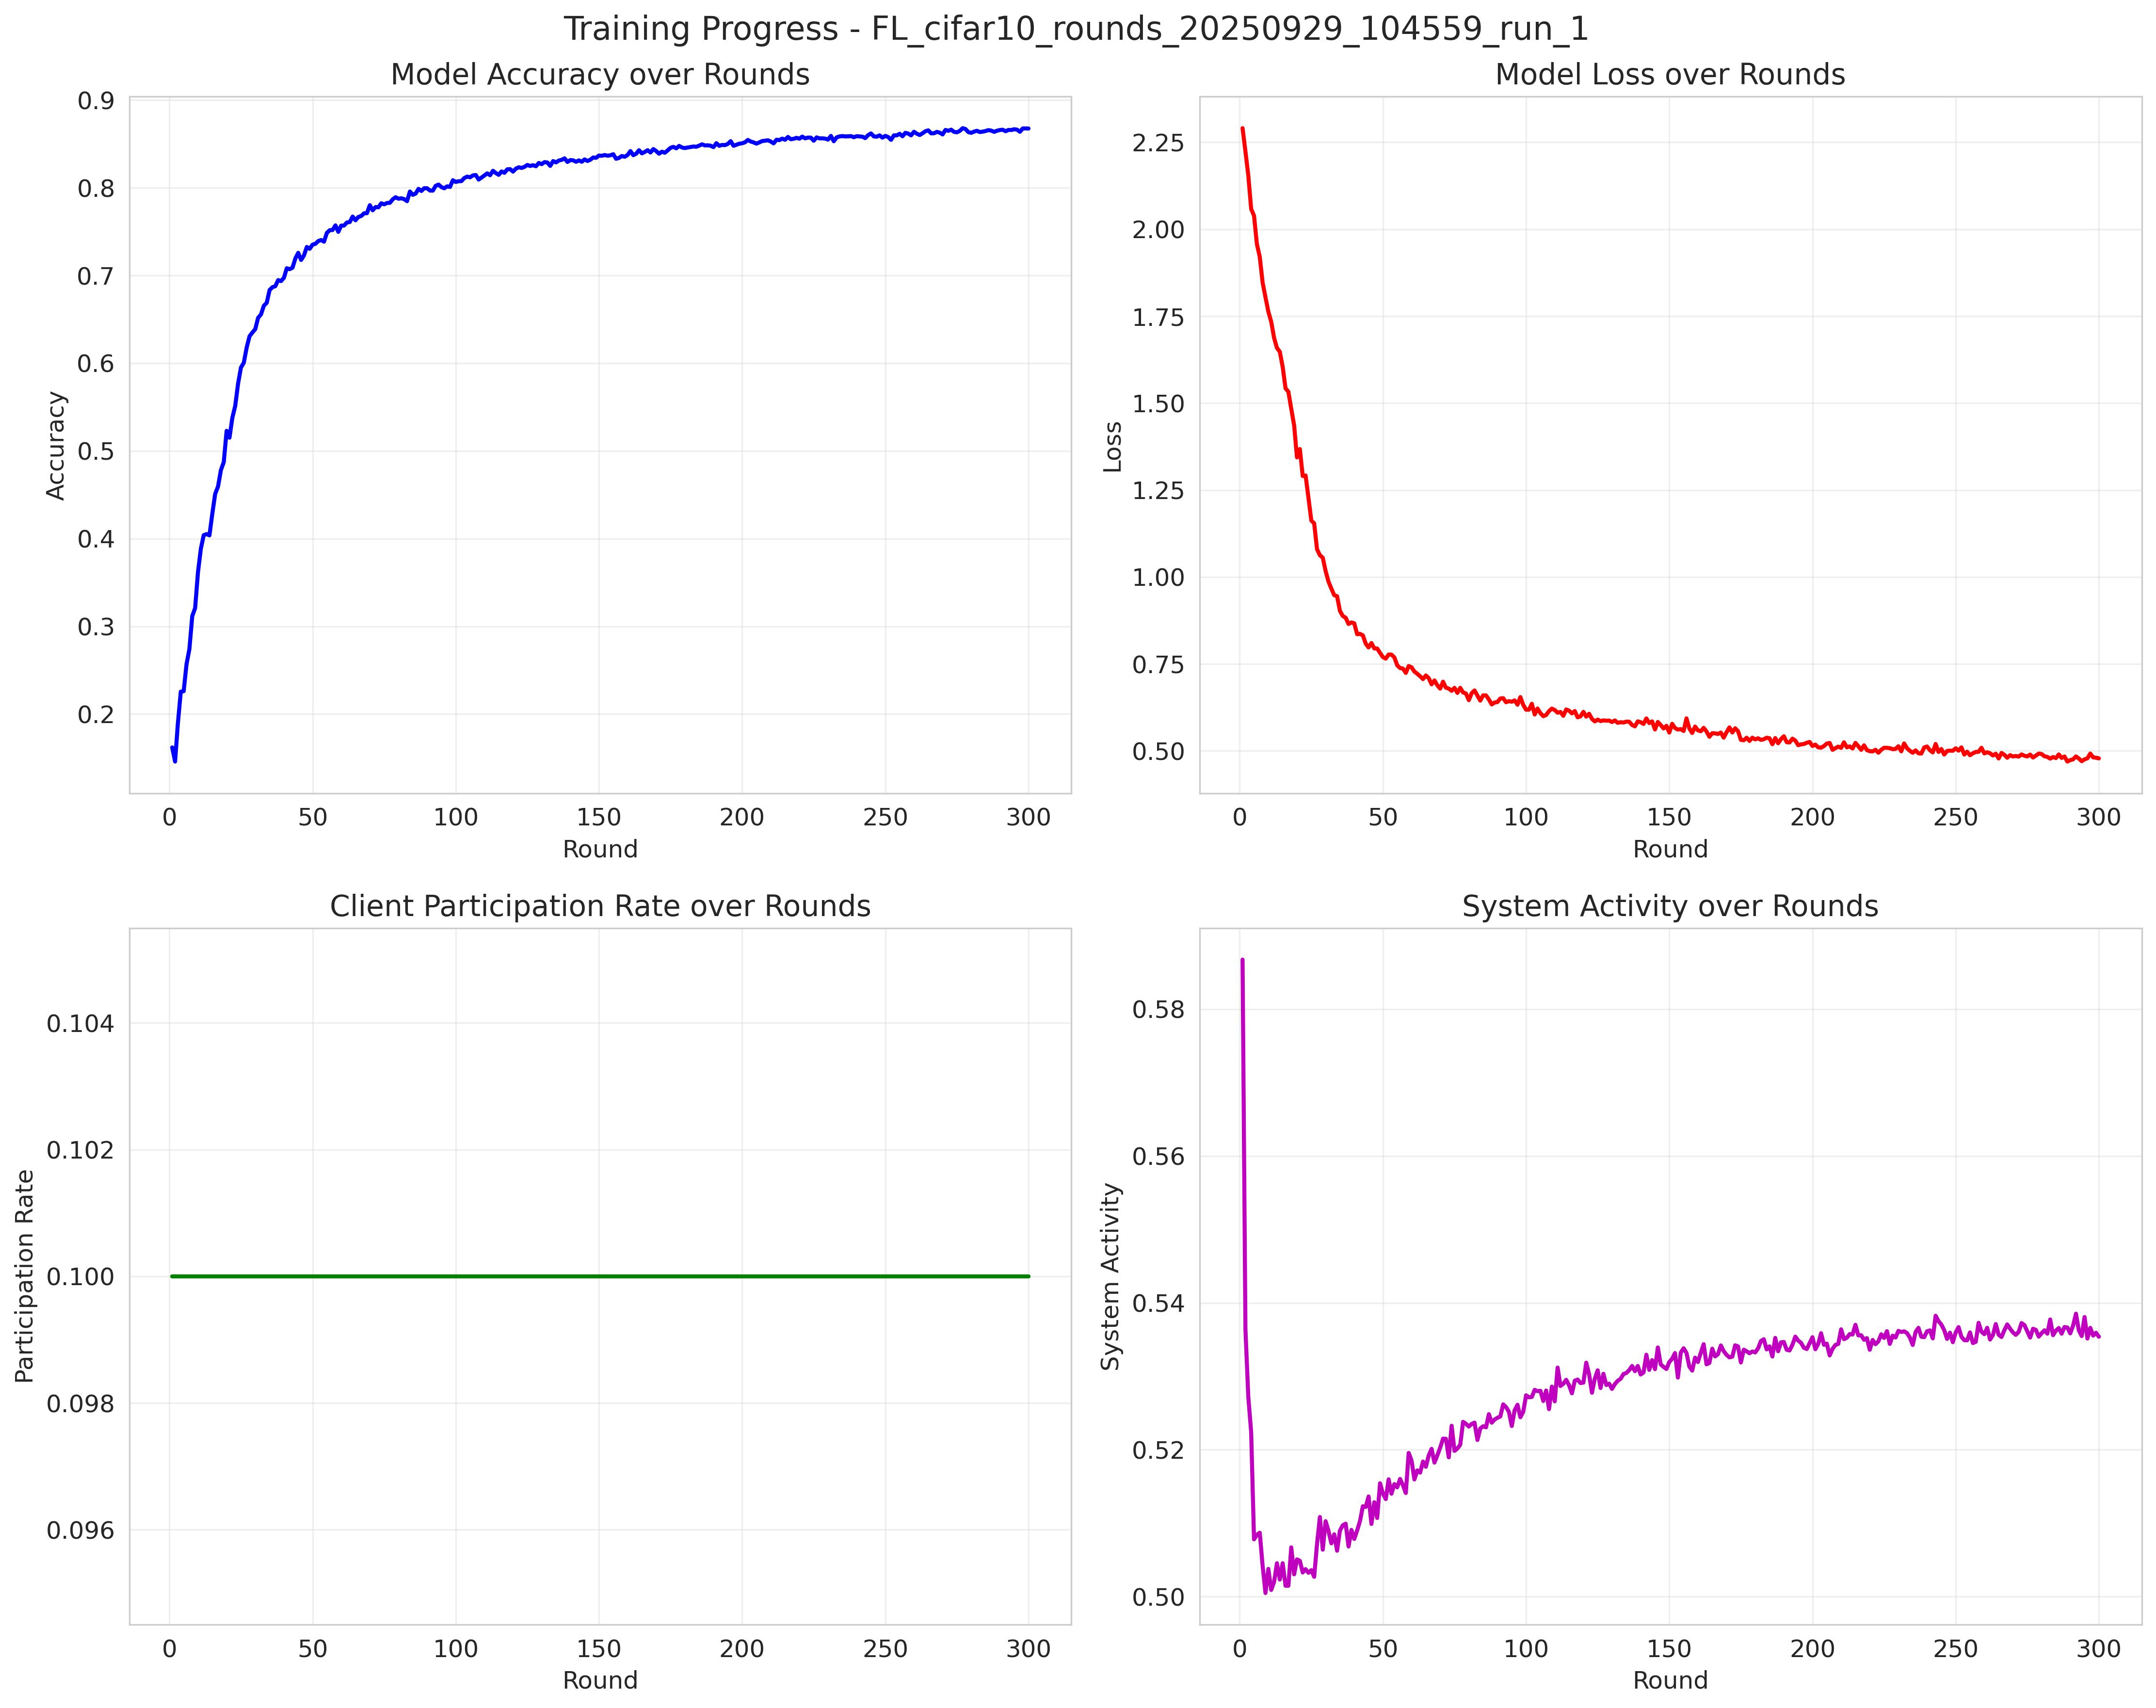 Training Progress - FL_cifar10_rounds_20250929_104559_run_1
Model Accuracy over Rounds
Accuracy
0.9
0.8
0.7
0.6
0.5
0.4
0.3
0.2
0 50 100 150 200 250 300
Round
Model Loss over Rounds
Loss
2.25
2.00
1.75
1.50
1.25
1.00
0.75
0.50
0 50 100 150 200 250 300
Round
Client Participation Rate over Rounds
Participation Rate
0.104
0.102
0.100
0.098
0.096
0 50 100 150 200 250 300
Round
System Activity over Rounds
System Activity
0.58
0.56
0.54
0.52
0.50
0 50 100 150 200 250 300
Round